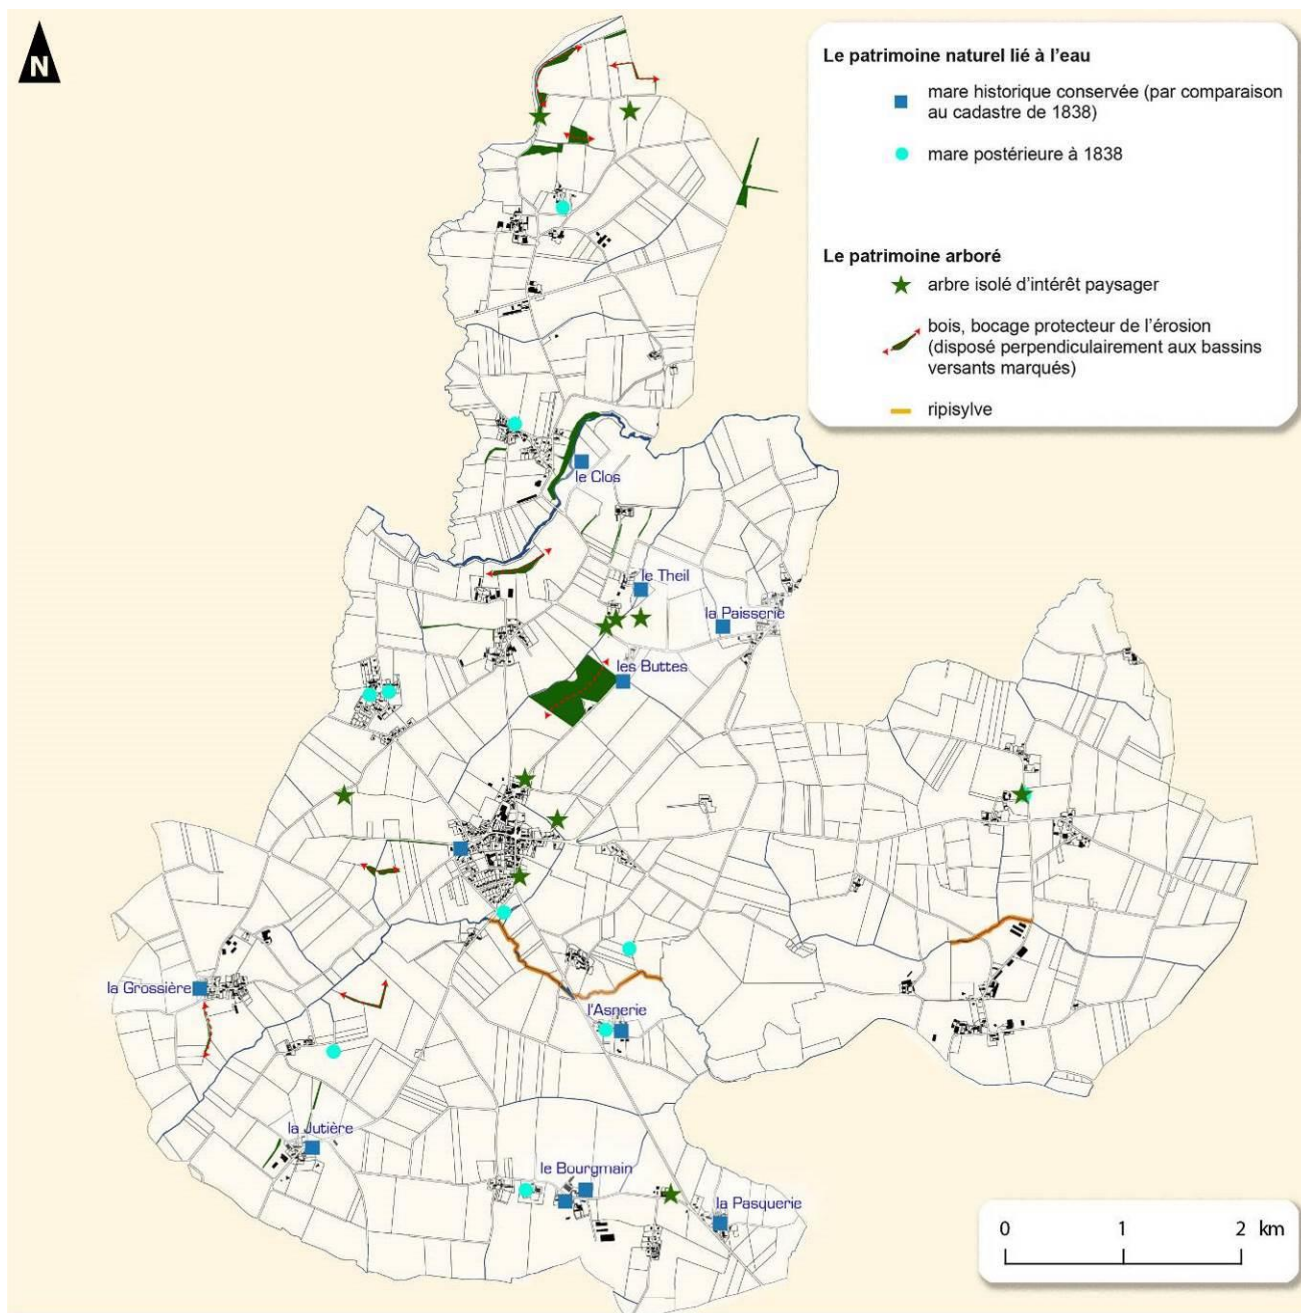 N
Le patrimoine naturel lié à l’eau
mare historique conservée (par comparaison
au cadastre de 1838)
mare postérieure à 1838
Le patrimoine arboré
arbre isolé d’intérêt paysager
bois, bocage protecteur de l’érosion
(disposé perpendiculairement aux bassins
versants marqués)
ripisylve
le Clos
le Theil
la Paisserie
les Buttes
la Grossière
l'Asnerie
la Jutière
le Bourgmain
la Pasquerie
0 1 2 km